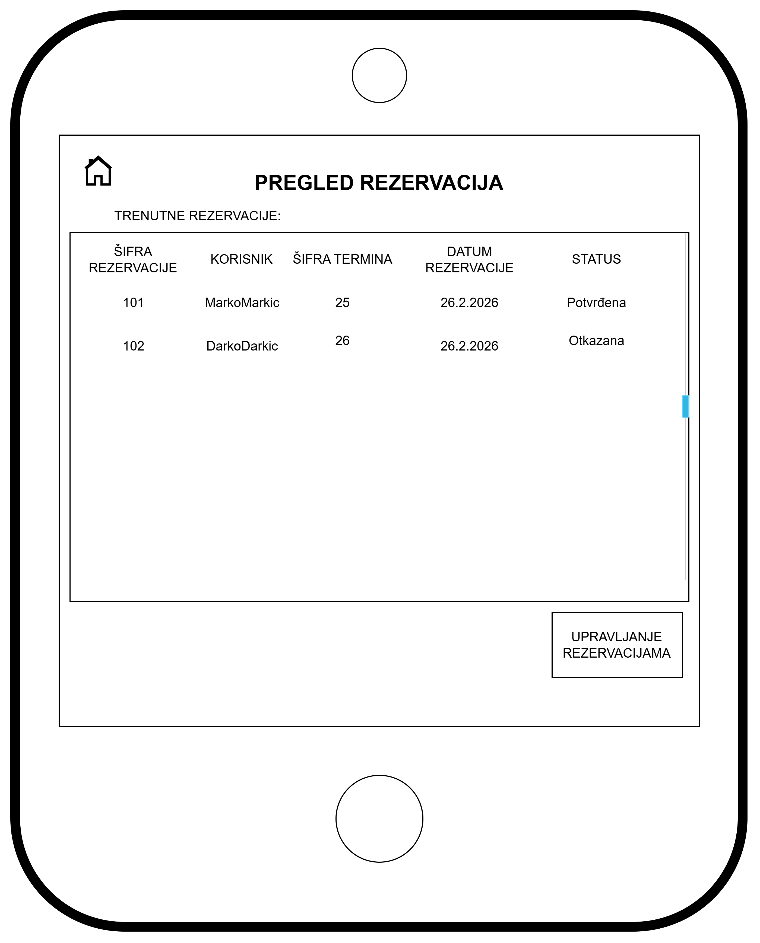 PREGLED REZERVACIJA
TRENUTNE REZERVACIJE:
ŠIFRA REZERVACIJE KORISNIK ŠIFRA TERMINA DATUM REZERVACIJE STATUS
101 MarkoMarkic 25 26.2.2026 Potvrđena
102 DarkoDarkic 26 26.2.2026 Otkazana
UPRAVLJANJE
REZERVACIJAMA